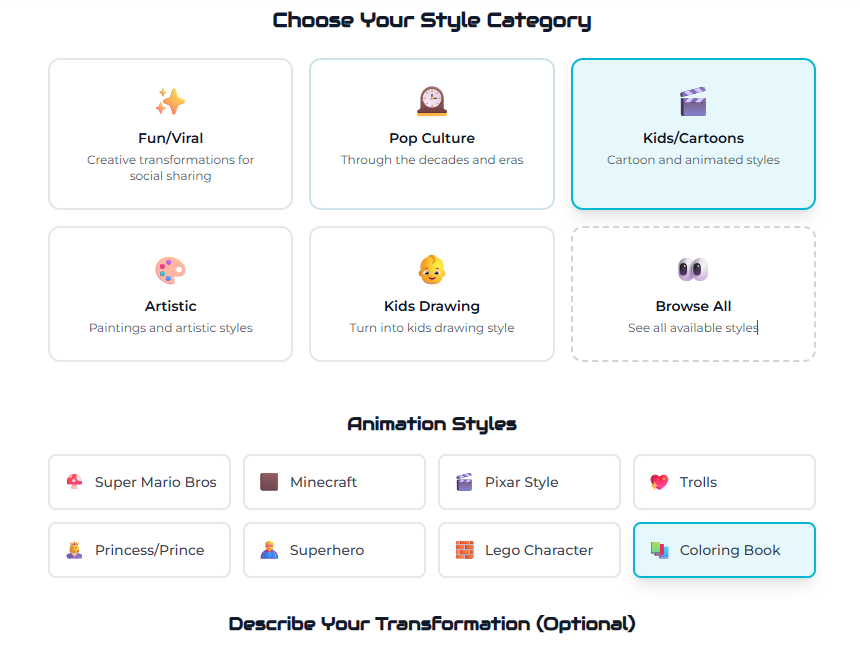 Choose Your Style Category
Fun/Viral
Creative transformations for
social sharing
Pop Culture
Through the decades and eras
Kids/Cartoons
Cartoon and animated styles
Artistic
Paintings and artistic styles
Kids Drawing
Turn into kids drawing style
Browse All
See all available styles
Animation Styles
Super Mario Bros
Minecraft
Pixar Style
Trolls
Princess/Prince
Superhero
Lego Character
Coloring Book
Describe Your Transformation (Optional)